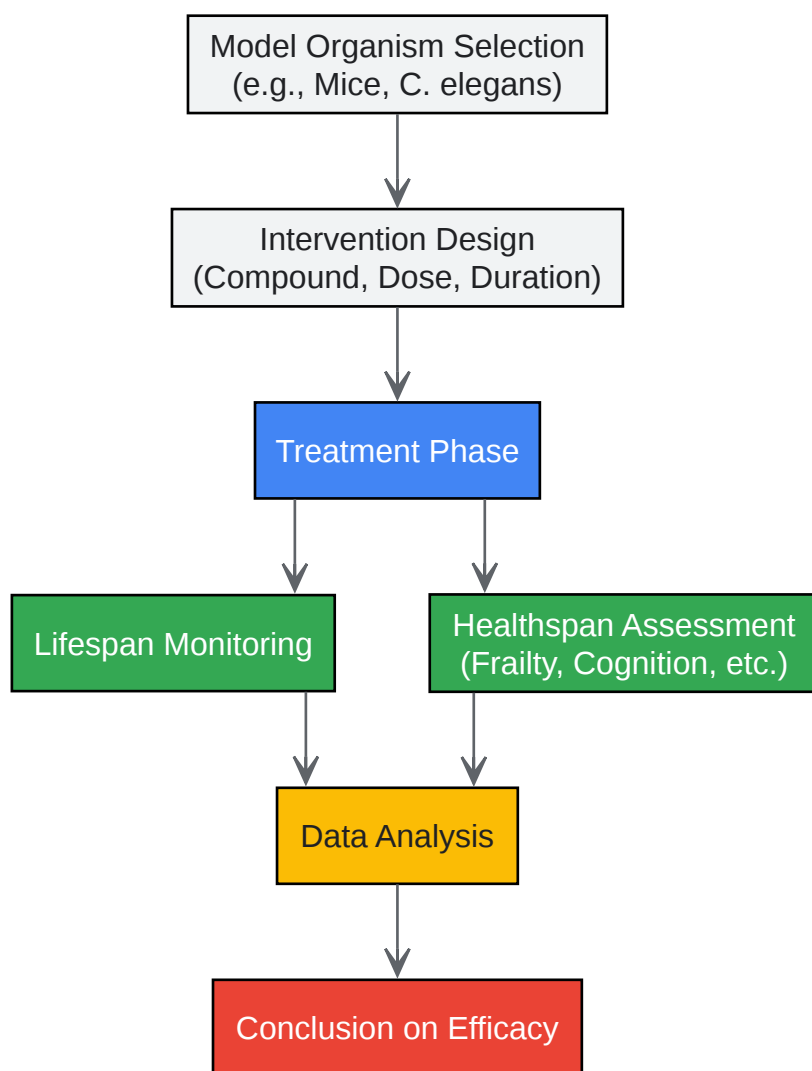 Model Organism Selection
(e.g., Mice, C. elegans)
Intervention Design
(Compound, Dose, Duration)
Treatment Phase
Lifespan Monitoring
Healthspan Assessment
(Frailty, Cognition, etc.)
Data Analysis
Conclusion on Efficacy